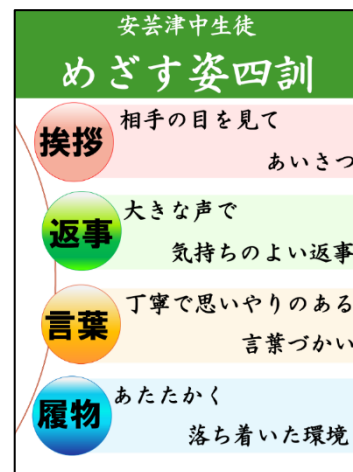 安芸津中生徒
めざす姿四訓
挨拶
相手の目を見て
あいさつ
返事
大きな声で
気持ちのよい返事
言葉
丁寧で思いやりのある
言葉づかい
履物
あたたかく
落ち着いた環境